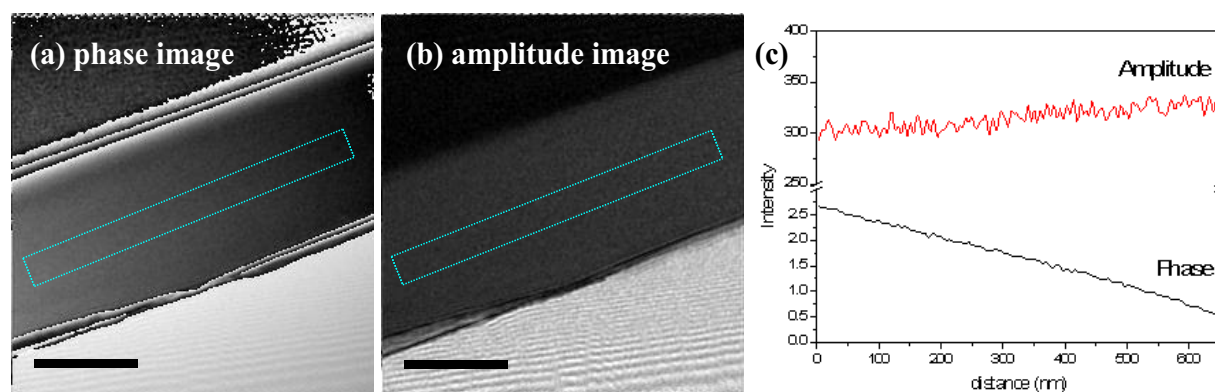 (a) phase image
(b) amplitude image
(c)
400
350
300
250
2.5
2.0
1.5
1.0
0.5
0.0
Intensity
Amplitude
Phase
0 100 200 300 400 500 600
distance (nm)